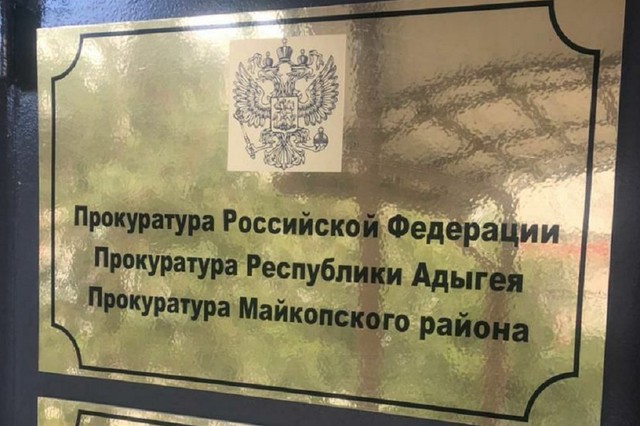 Прокуратура Российской Федерации
Прокуратура Республики Адыгея
Прокуратура Майкопского района